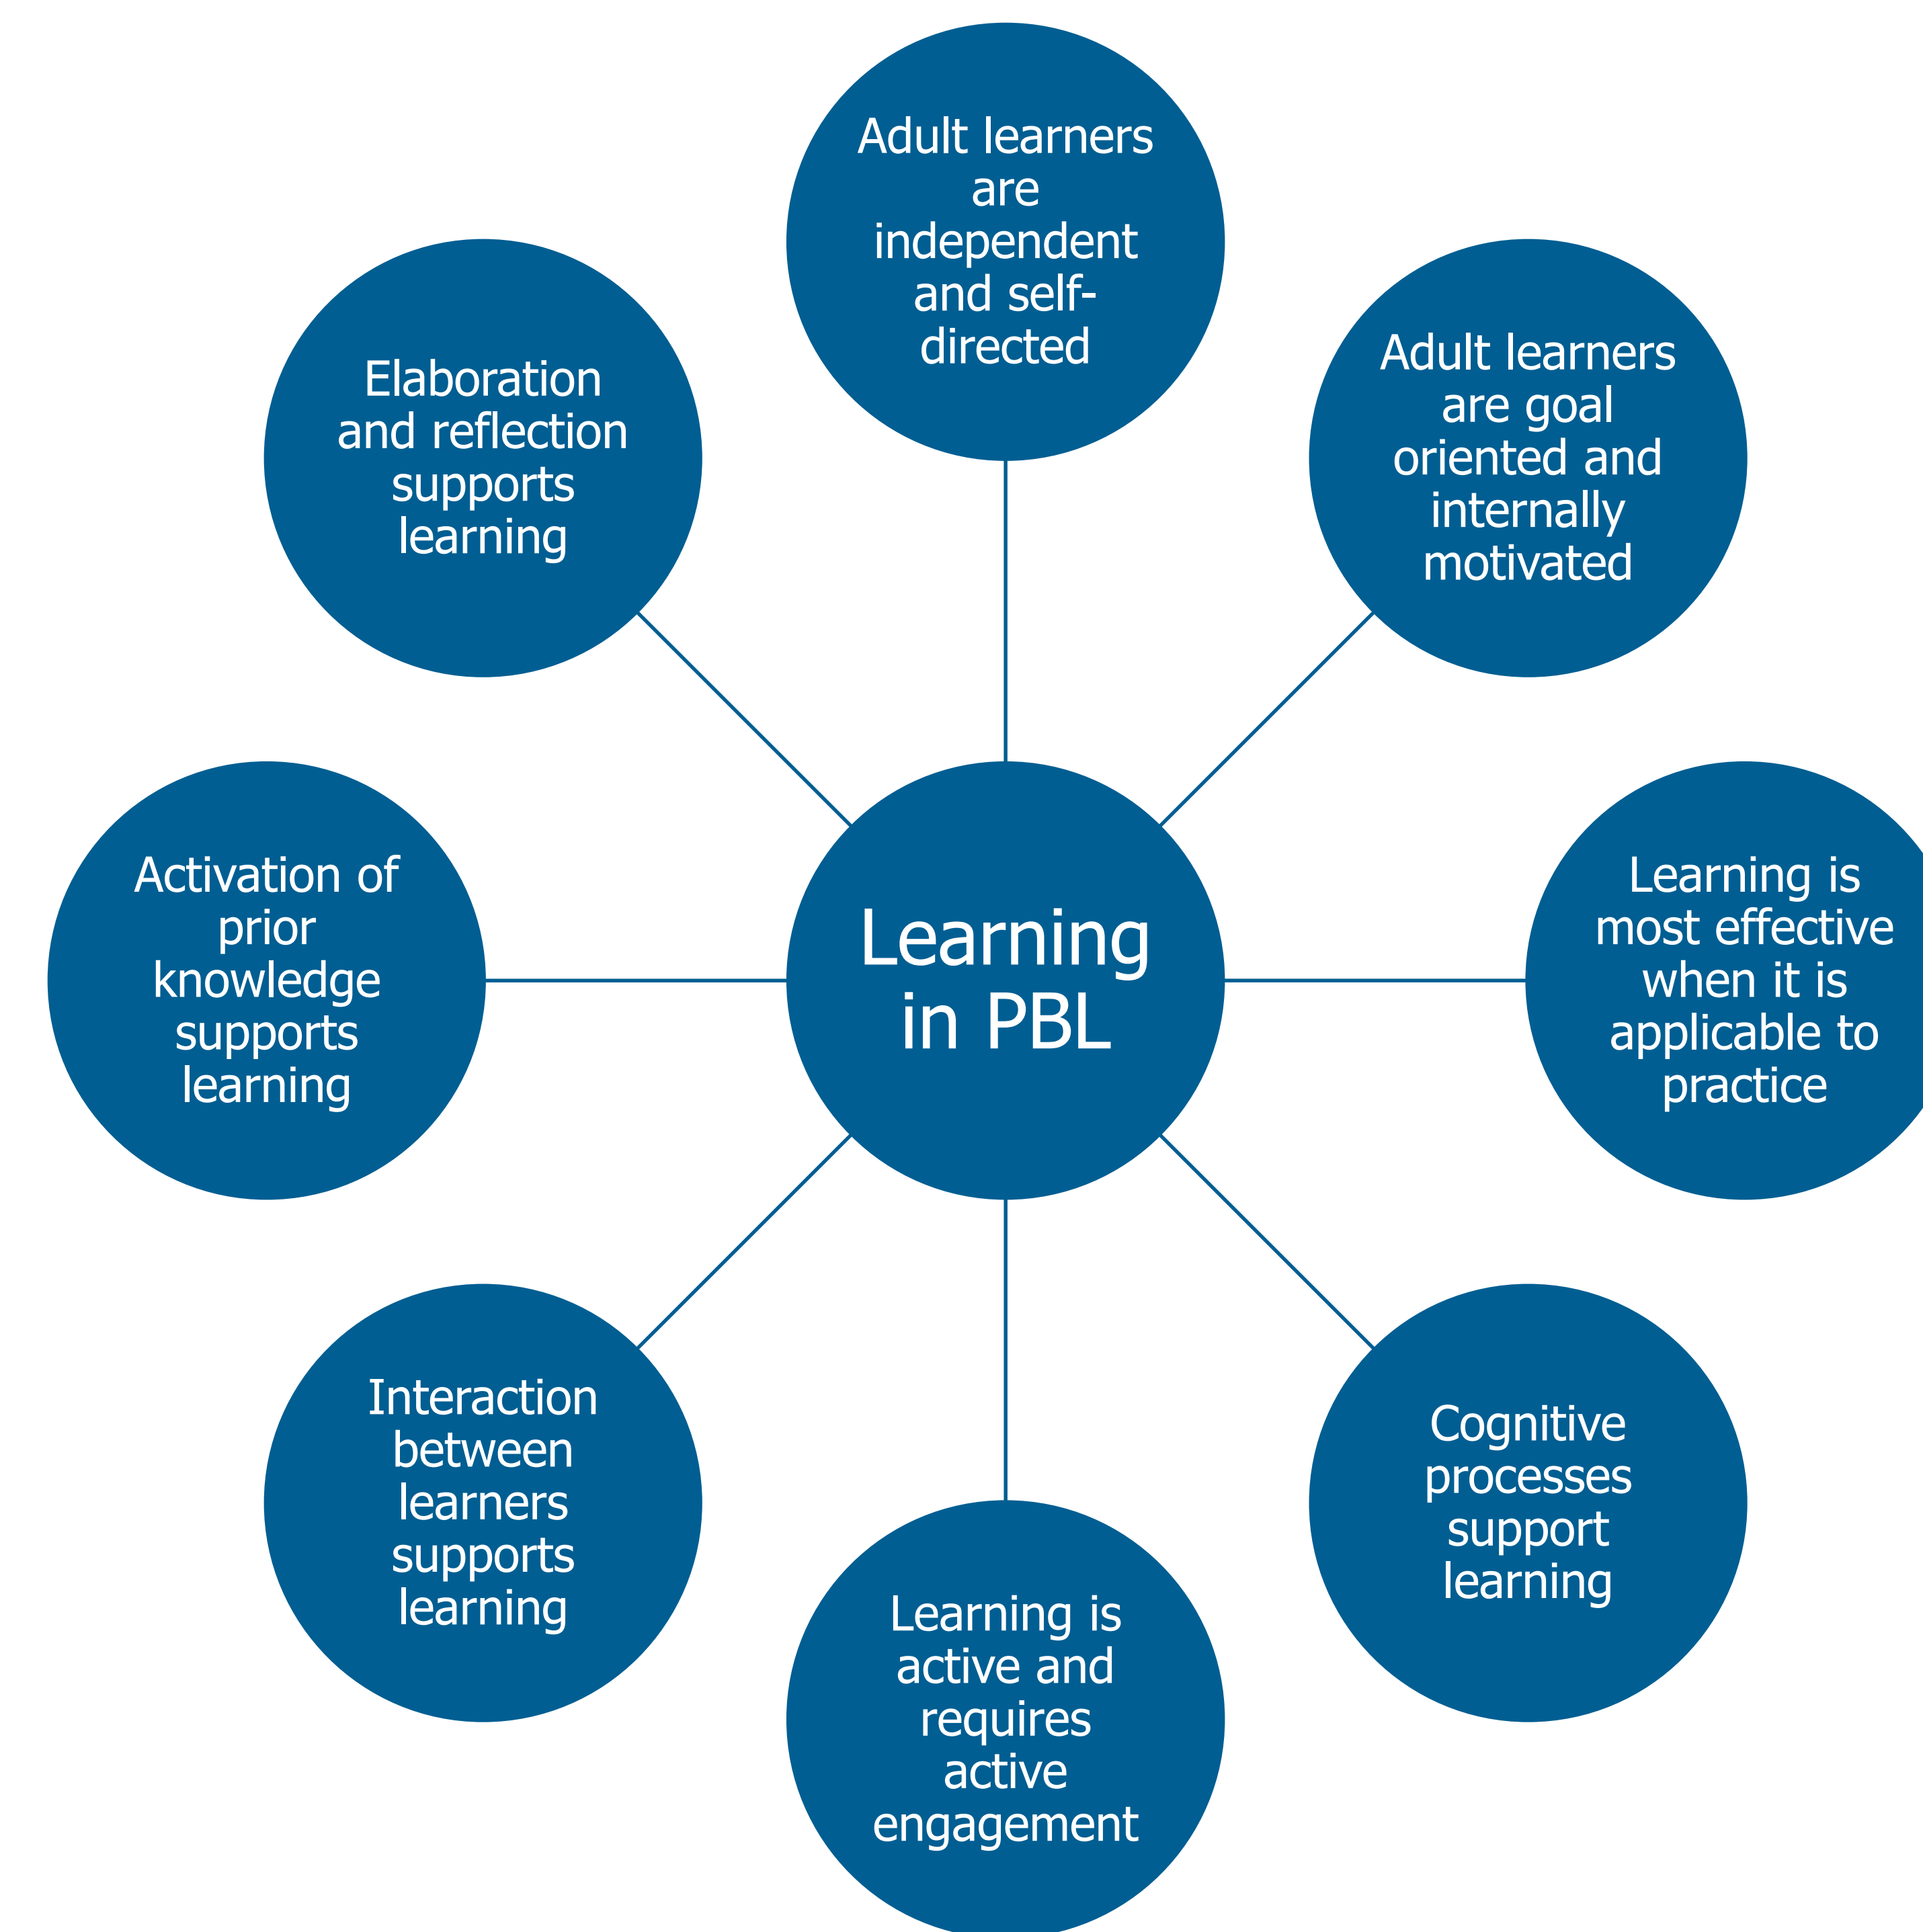 Adult learners
are
independent
and self-
directed
Adult learners
are goal
oriented and
internally
motivated
Learning is
most effective
when it is
applicable to
practice
Cognitive
processes
support
learning
Learning is
active and
requires
active
engagement
Interaction
between
learners
supports
learning
Activation of
prior
knowledge
supports
learning
Elaboration
and reflection
supports
learning
Learning
in PBL